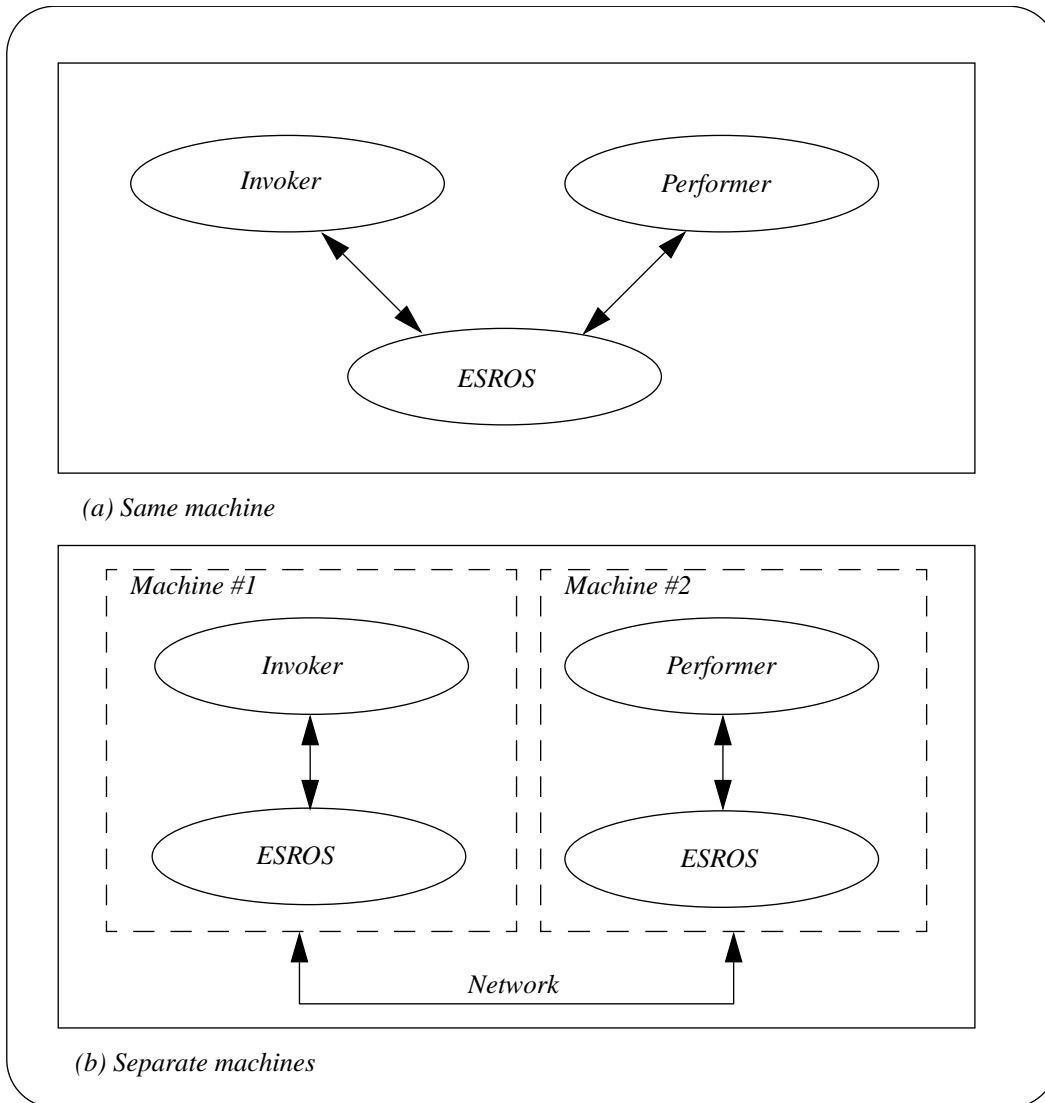 Invoker
Performer
ESROS
(a) Same machine
Machine #1
Machine #2
Invoker
Performer
ESROS
ESROS
Network
(b) Separate machines